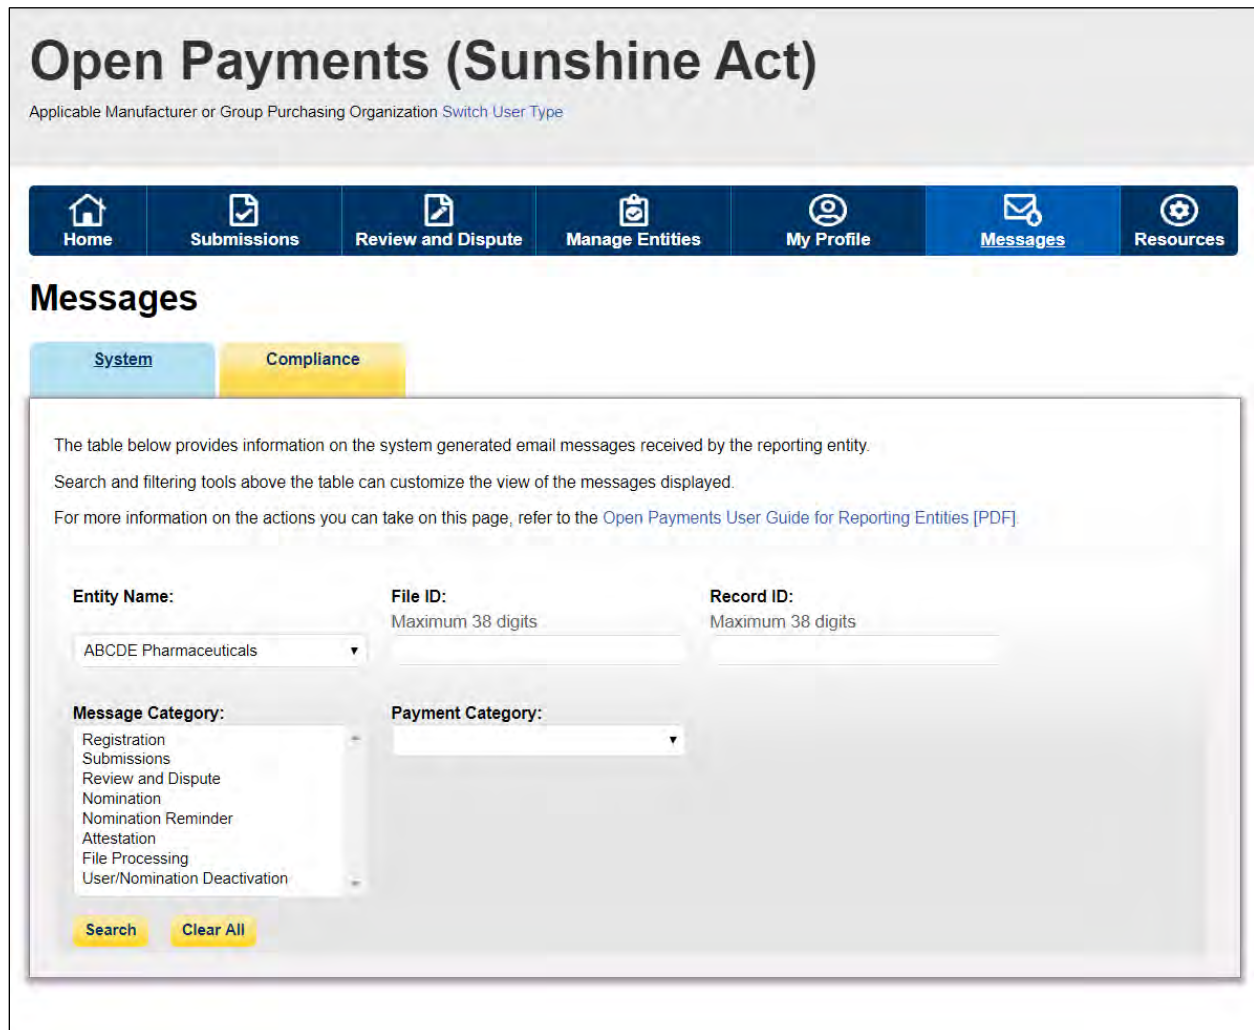 Open Payments (Sunshine Act)
Applicable Manufacturer or Group Purchasing Organization Switch User Type
Home Submissions Review and Dispute Manage Entities My Profile Messages Resources
Messages
System Compliance
The table below provides information on the system generated email messages received by the reporting entity.
Search and filtering tools above the table can customize the view of the messages displayed.
For more information on the actions you can take on this page, refer to the Open Payments User Guide for Reporting Entities [PDF].
Entity Name: File ID: Record ID:
Maximum 38 digits Maximum 38 digits
ABCDE Pharmaceuticals
Message Category: Payment Category:
Registration
Submissions
Review and Dispute
Nomination
Nomination Reminder
Attestation
File Processing
User/Nomination Deactivation
Search Clear All